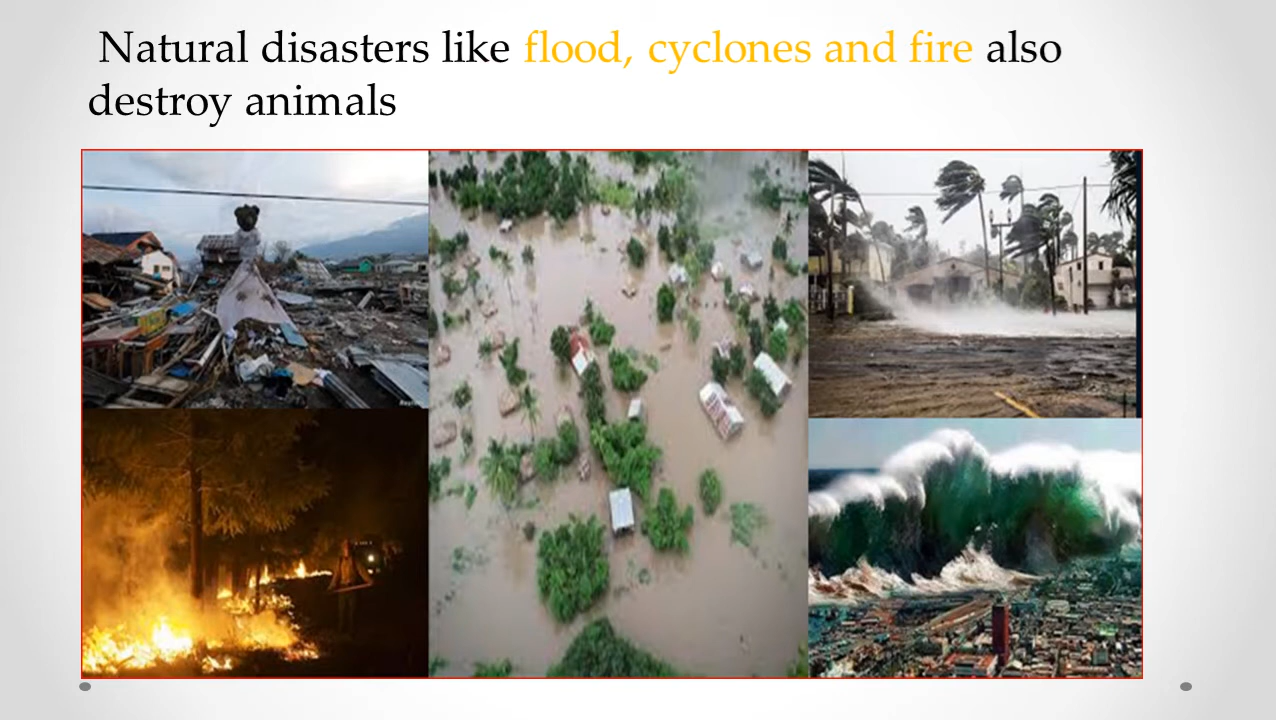 Natural disasters like flood, cyclones and fire also
destroy animals